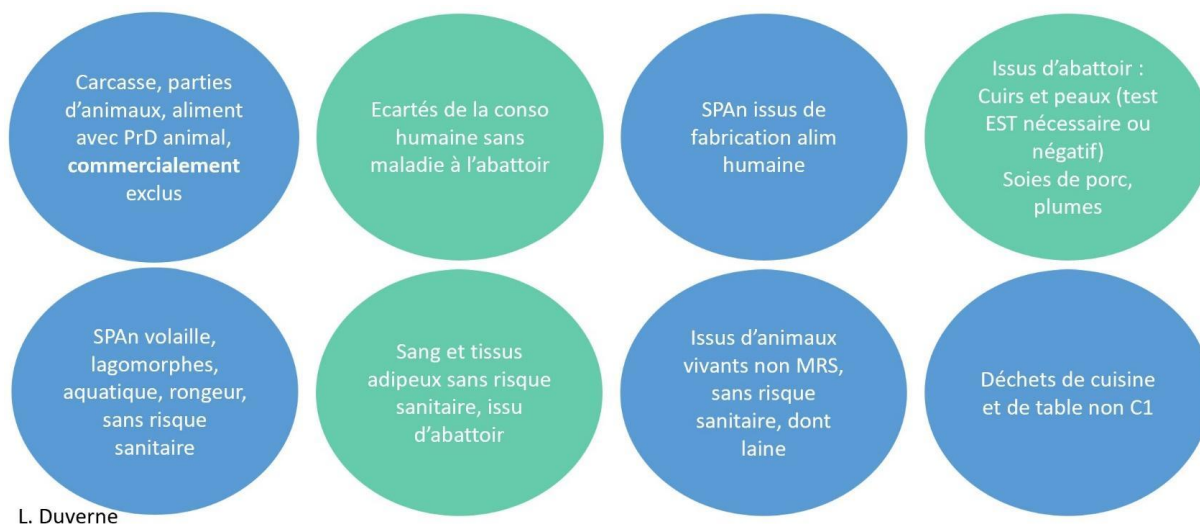 Carcasse, parties
d’animaux, aliment
avec PrD animal,
commercialement
exclus
Ecartés de la conso
humaine sans
maladie à l’abattoir
SPAn issus de
fabrication alim
humaine
Issus d’abattoir :
Cuirs et peaux (test
EST nécessaire ou
négatif)
Soies de porc,
plumes
SPAn volaille,
lagomorphes,
aquatique, rongeur,
sans risque
sanitaire
Sang et tissus
adipeux sans risque
sanitaire, issu
d’abattoir
Issus d’animaux
vivants non MRS,
sans risque
sanitaire, dont
laine
Déchets de cuisine
et de table non C1
L. Duverne